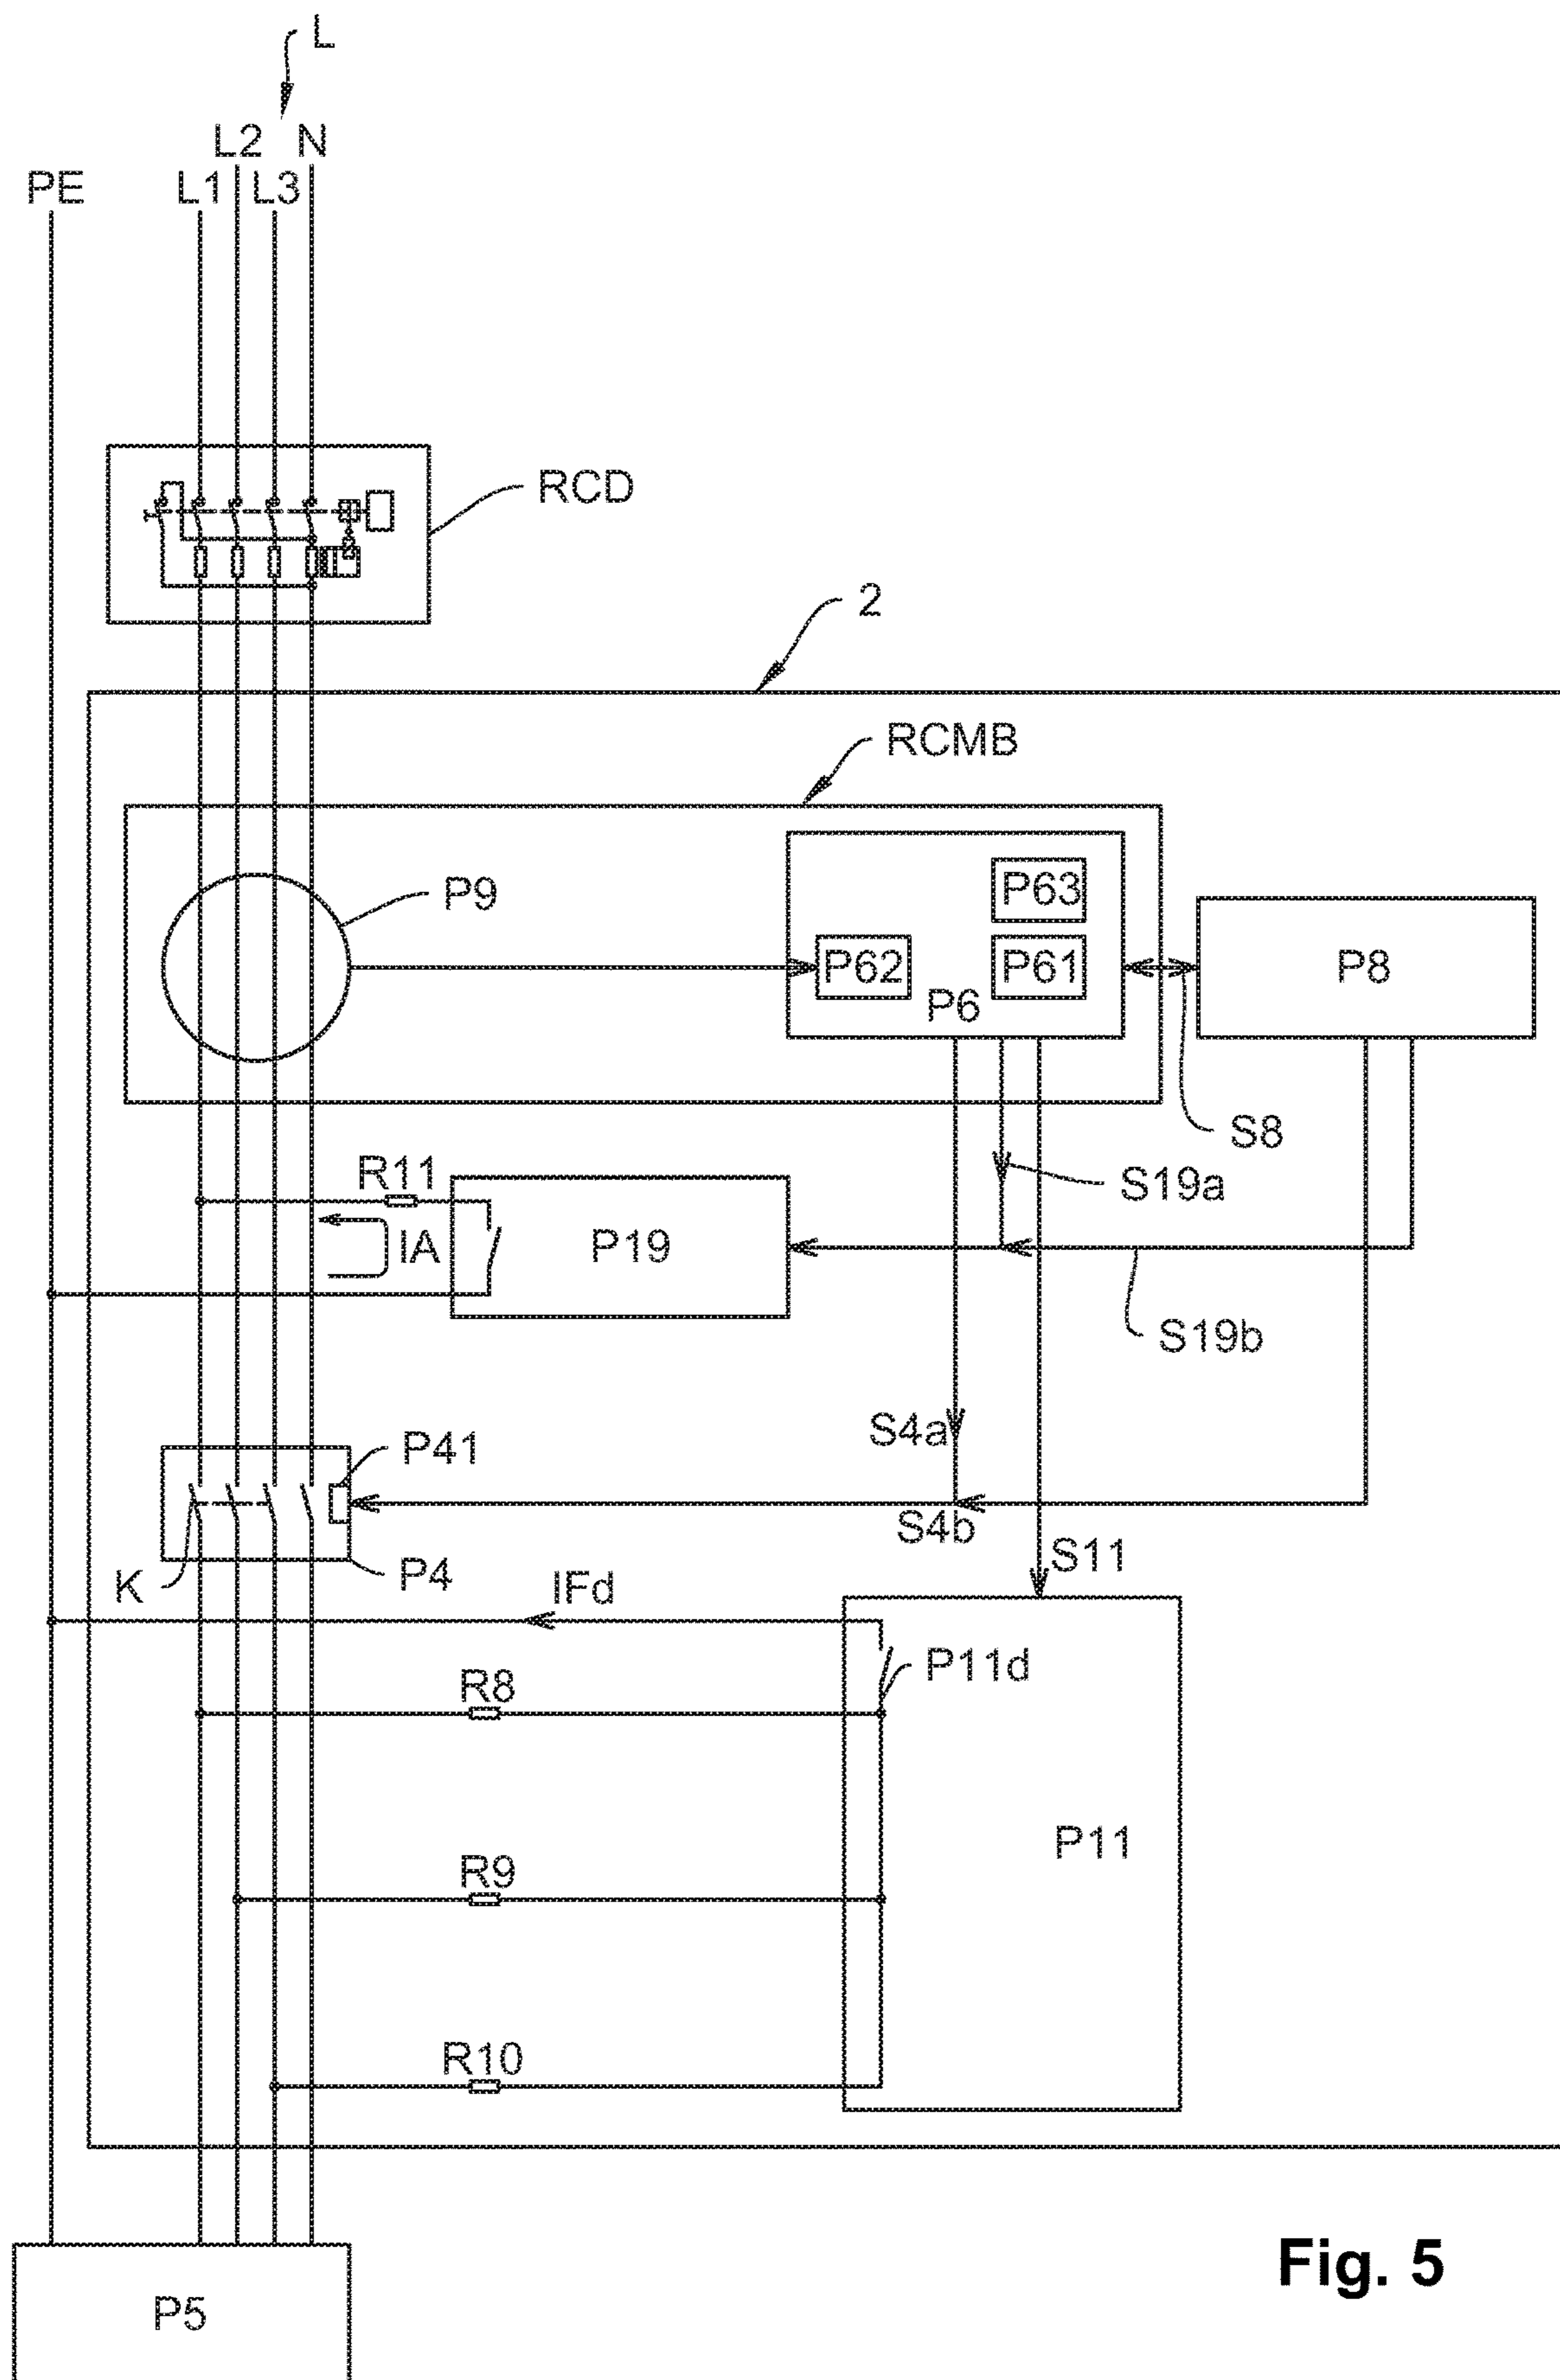 L
L2 N
PE L1 L3
RCD
2
RCMB
P9
P63
P62 P61 P8
P6
S8
R11
S19a
IA P19
S19b
S4a
P41
S4b
S11
K P4 IFd
P11d
R8
P11
R9
R10
Fig. 5
P5